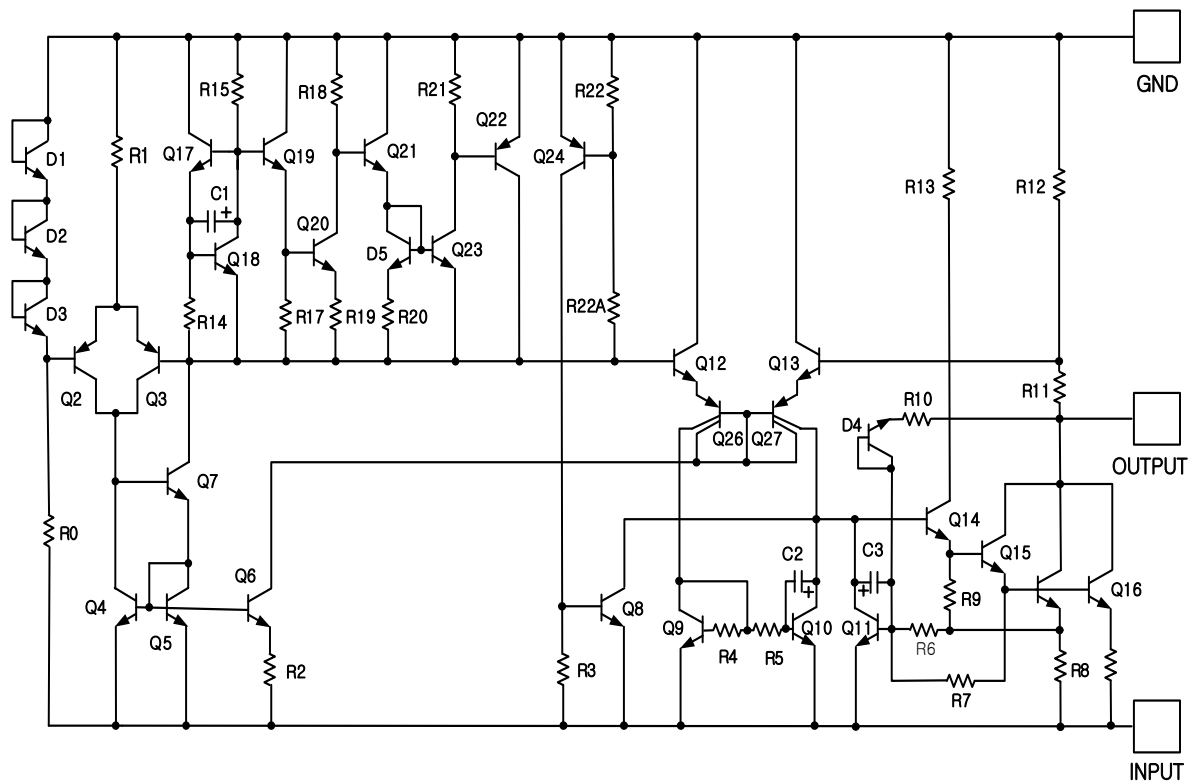 GND
R15
R18
R21
R22
Q22
D1
R1
Q17
Q19
Q21
Q24
C1
+
R13
R12
D2
Q20
Q18
D5
Q23
D3
R14
R17
R19
R20
R22A
Q12
Q13
Q2
Q3
R11
R10
D4
Q26
Q27
OUTPUT
Q7
R0
Q14
Q15
C2
C3
Q6
+
+
Q4
Q5
Q8
Q9
Q10
Q11
R9
Q16
R4
R5
R6
R2
R3
R7
R8
INPUT